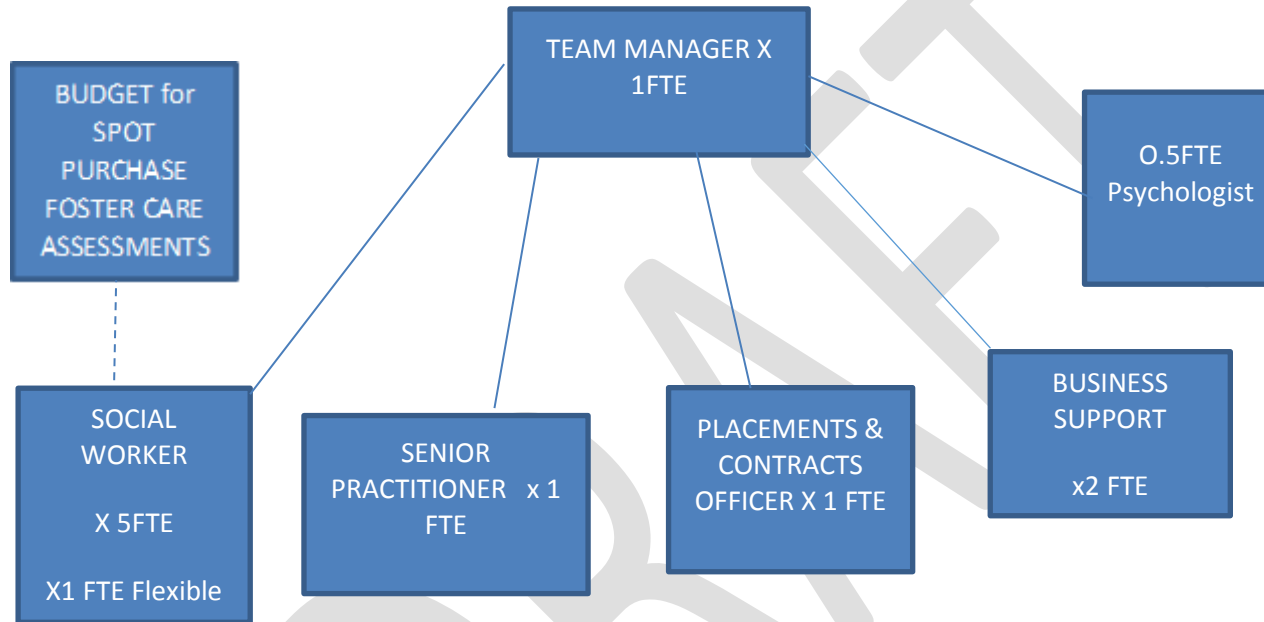 TEAM MANAGER X
1FTE
BUDGET for
SPOT
PURCHASE
FOSTER CARE
ASSESSMENTS
O.5FTE
Psychologist
SOCIAL
WORKER
X 5FTE
X1 FTE Flexible
SENIOR
PRACTITIONER x 1
FTE
PLACEMENTS &
CONTRACTS
OFFICER X 1 FTE
BUSINESS
SUPPORT
x2 FTE
DRAFT